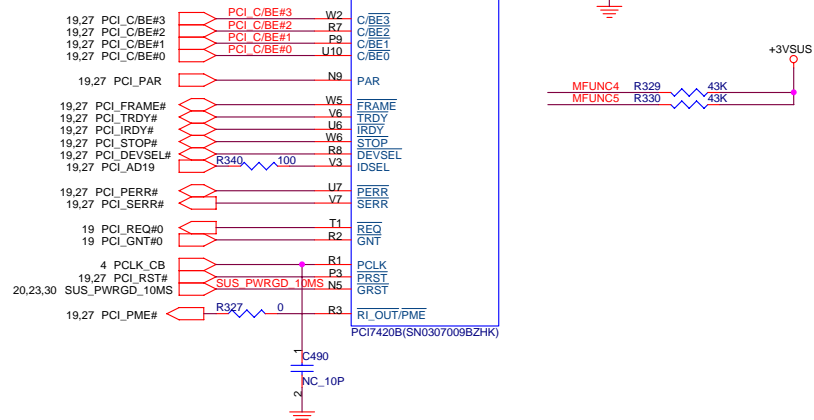 19,27 PCI_C/BE#3 PCI_C/BE#3 W2 C/BE3
19,27 PCI_C/BE#2 PCI_C/BE#2 R7 C/BE2
19,27 PCI_C/BE#1 PCI_C/BE#1 P9 C/BE1
19,27 PCI_C/BE#0 PCI_C/BE#0 U10 C/BE0
+3VSUS
19,27 PCI_PAR N9 PAR
MFUNC4 R329 43K
MFUNC5 R330 43K
19,27 PCI_FRAME# W5 FRAME
19,27 PCI_TRDY# V6 TRDY
19,27 PCI_IRDY# U6 IRDY
19,27 PCI_STOP# W6 STOP
19,27 PCI_DEVSEL# R8 DEVSEL
19,27 PCI_AD19 R340 100 V3 IDSEL
19,27 PCI_PERR# U7 PERR
19,27 PCI_SERR# V7 SERR
19 PCI_REQ#0 T1 REQ
19 PCI_GNT#0 R2 GNT
4 PCLK_CB R1 PCLK
19,27 PCI_RST# P3 PRST
20,23,30 SUS_PWRGD_10MS SUS_PWRGD_10MS N5 GRST
19,27 PCI_PME# R327 0 R3 RI_OUT/PME
PCI7420B(SN0307009BZHK)
1
C490
NC_10P
2